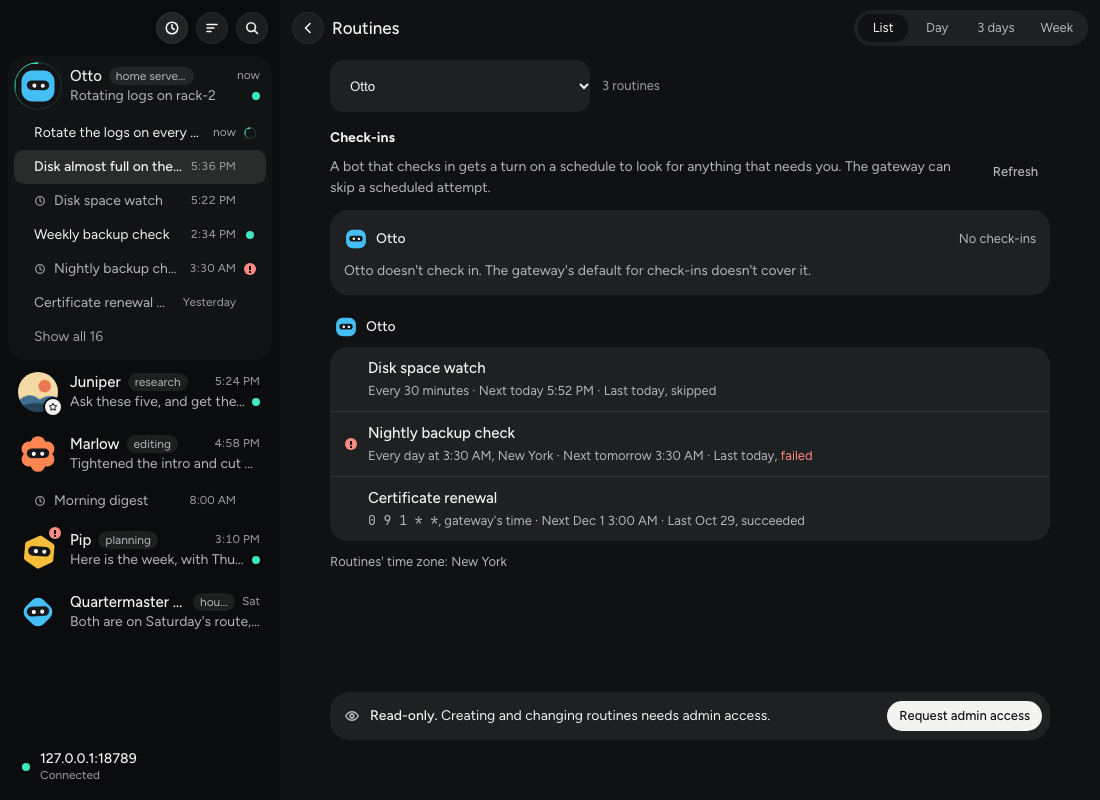 Routines
List
Day
3 days
Week
Otto
home serve...
now
Rotating logs on rack-2
Rotate the logs on every ...
now
Disk almost full on the...
5:36 PM
Disk space watch
5:22 PM
Weekly backup check
2:34 PM
Nightly backup ch...
3:30 AM
Certificate renewal ...
Yesterday
Show all 16
Juniper
research
5:24 PM
Ask these five, and get the...
Marlow
editing
4:58 PM
Tightened the intro and cut ...
Morning digest
8:00 AM
Pip
planning
3:10 PM
Here is the week, with Thu...
Quartermaster ...
hou...
Sat
Both are on Saturday's route,...
127.0.0.1:18789
Connected
Otto
3 routines
Check-ins
A bot that checks in gets a turn on a schedule to look for anything that needs you. The gateway can
skip a scheduled attempt.
Refresh
Otto
No check-ins
Otto doesn't check in. The gateway's default for check-ins doesn't cover it.
Otto
Disk space watch
Every 30 minutes · Next today 5:52 PM · Last today, skipped
Nightly backup check
Every day at 3:30 AM, New York · Next tomorrow 3:30 AM · Last today, failed
Certificate renewal
0 9 1 * *, gateway's time · Next Dec 1 3:00 AM · Last Oct 29, succeeded
Routines' time zone: New York
Read-only. Creating and changing routines needs admin access.
Request admin access